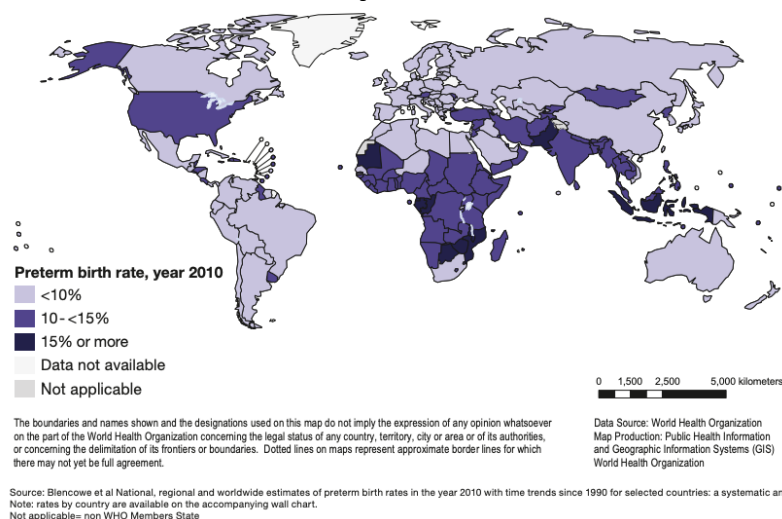 Preterm birth rate, year 2010
<10%
10-<15%
15% or more
Data not available
Not applicable
0 1,500 2,500 5,000 kilometers
The boundaries and names shown and the designations used on this map do not imply the expression of any opinion whatsoever
on the part of the World Health Organization concerning the legal status of any country, territory, city or area or of its authorities,
or concerning the delimitation of its frontiers or boundaries. Dotted lines on maps represent approximate border lines for which
there may not yet be full agreement.
Data Source: World Health Organization
Map Production: Public Health Information
and Geographic Information Systems (GIS)
World Health Organization
Source: Blencowe et al National, regional and worldwide estimates of preterm birth rates in the year 2010 with time trends since 1990 for selected countries: a systematic
Note: rates by country are available on the accompanying wall chart.
Not applicable= non WHO Members State